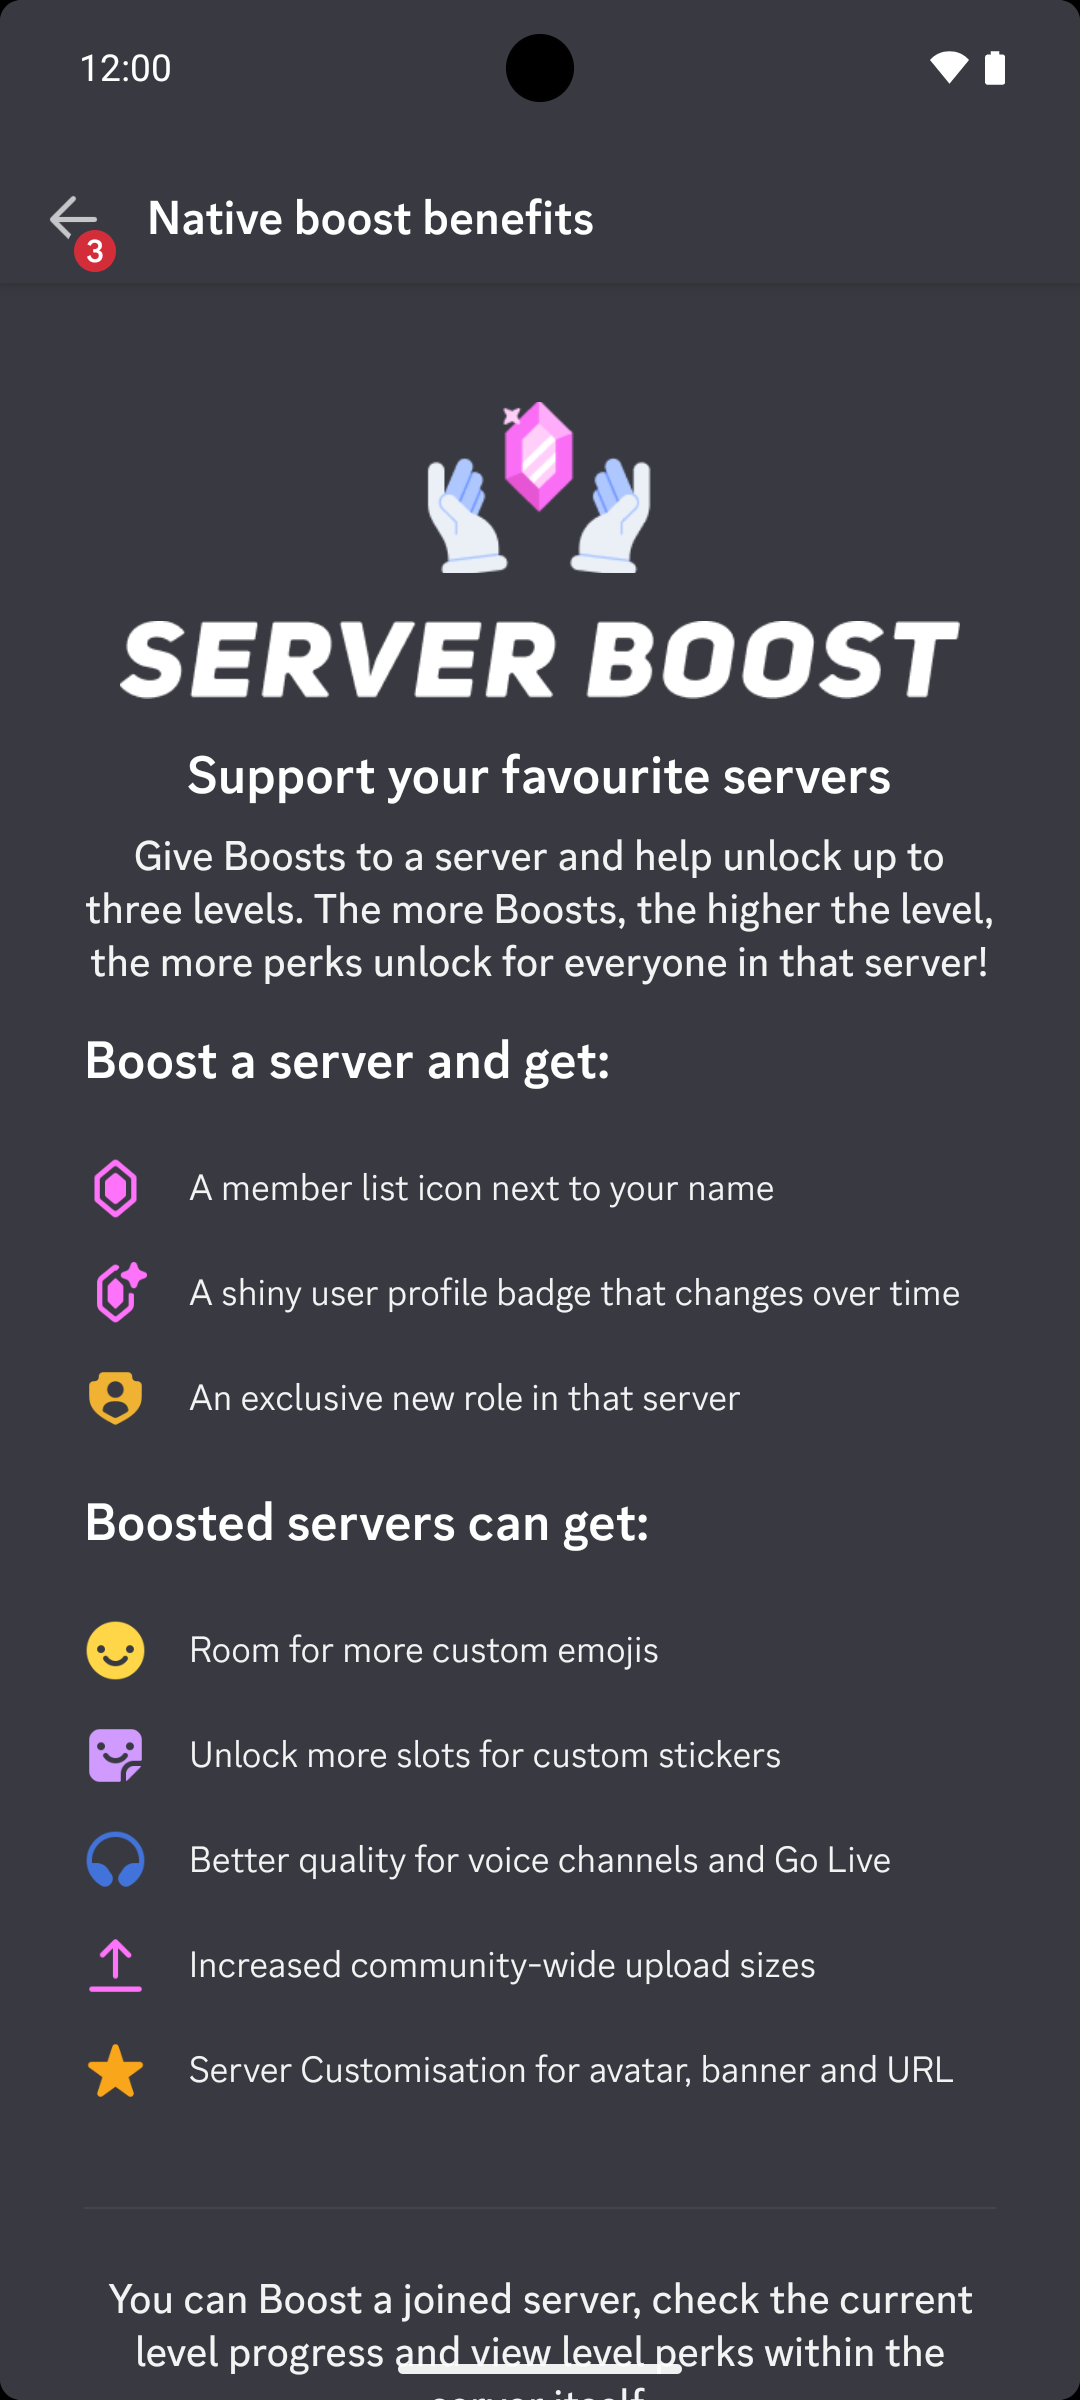 12:00
3
Native boost benefits
SERVER BOOST
Support your favourite servers
Give Boosts to a server and help unlock up to
three levels. The more Boosts, the higher the level,
the more perks unlock for everyone in that server!
Boost a server and get:
A member list icon next to your name
A shiny user profile badge that changes over time
An exclusive new role in that server
Boosted servers can get:
Room for more custom emojis
Unlock more slots for custom stickers
Better quality for voice channels and Go Live
Increased community-wide upload sizes
Server Customisation for avatar, banner and URL
You can Boost a joined server, check the current
level progress and view level perks within the
server itself